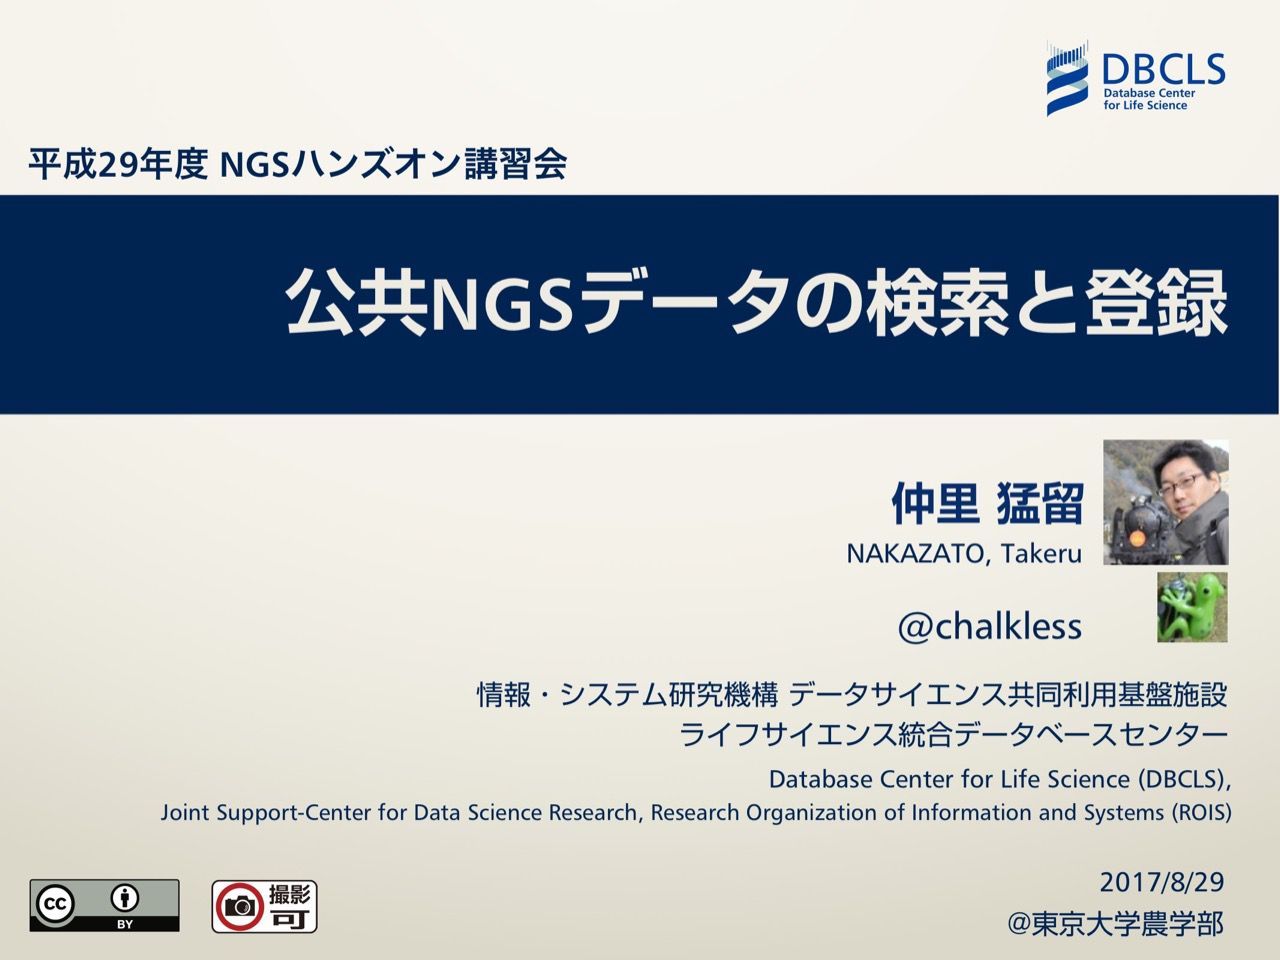 DBCLS
Database Center
for Life Science
平成29年度 NGSハンズオン講習会
公共NGSデータの検索と登録
仲里 猛留
NAKAZATO, Takeru
@chalkless
情報・システム研究機構 データサイエンス共同利用基盤施設
ライフサイエンス統合データベースセンター
Database Center for Life Science (DBCLS),
Joint Support-Center for Data Science Research, Research Organization of Information and Systems (ROIS)
cc
BY
撮影
可
2017/8/29
@東京大学農学部